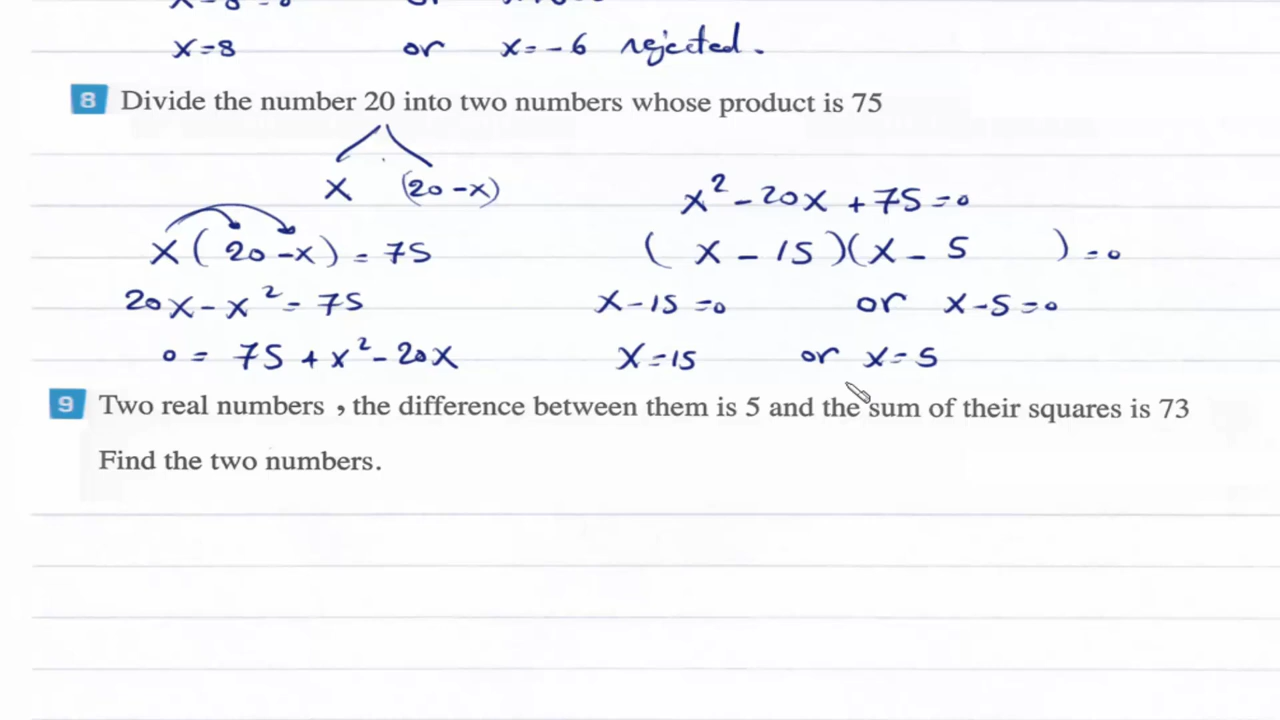 x=8 or x=-6 rejected.
8 Divide the number 20 into two numbers whose product is 75
x (20-x)
x(20-x)=75
20x-x²=75
0=75+x²-20x
x²-20x+75=0
(x-15)(x-5)=0
x-15=0 or x-5=0
x=15 or x=5
9 Two real numbers , the difference between them is 5 and the sum of their squares is 73
Find the two numbers.